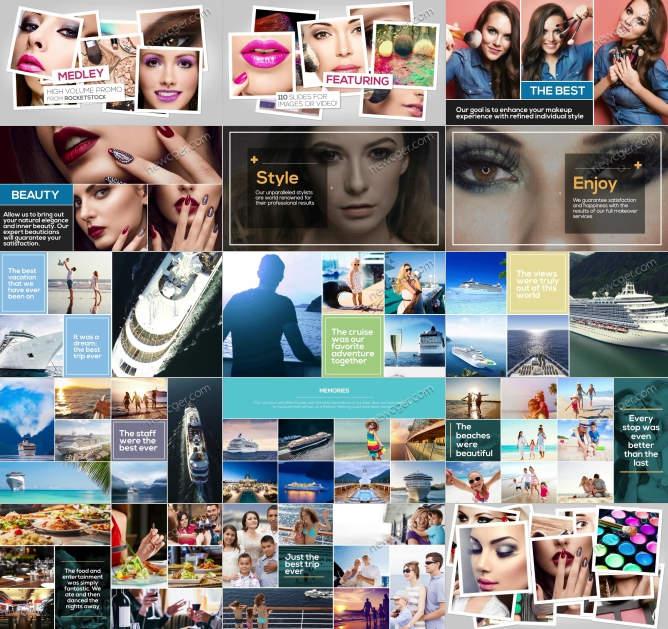 MEDLEY
HIGH VOLUME PROMO
FROM ROCKETSTOCK
FEATURING
110 SLIDES FOR
IMAGES OR VIDEO!
THE BEST
Our goal is to enhance your makeup
experience with refined individual style
BEAUTY
Allow us to bring out
your natural elegance
and inner beauty. Our
expert beauticians
will guarantee your
satisfaction.
Style
Our unparalleled stylists
are world renowned for
their professional results
Enjoy
We guarantee satisfaction
and happiness with the
results of our full makeover
services
The best
vacation
that we
have ever
been on
It was a
dream,
the best
trip ever
The cruise
was our
favorite
adventure
together
The views
were truly
out of this
world
The staff
were the
best ever
MEMORIES
The
beaches
were
beautiful
Every
stop was
even
better
than the
last
The food and
entertainment
was simply
fantastic. We
ate and then
danced the
nights away
Just the
best trip
ever
newcger.com